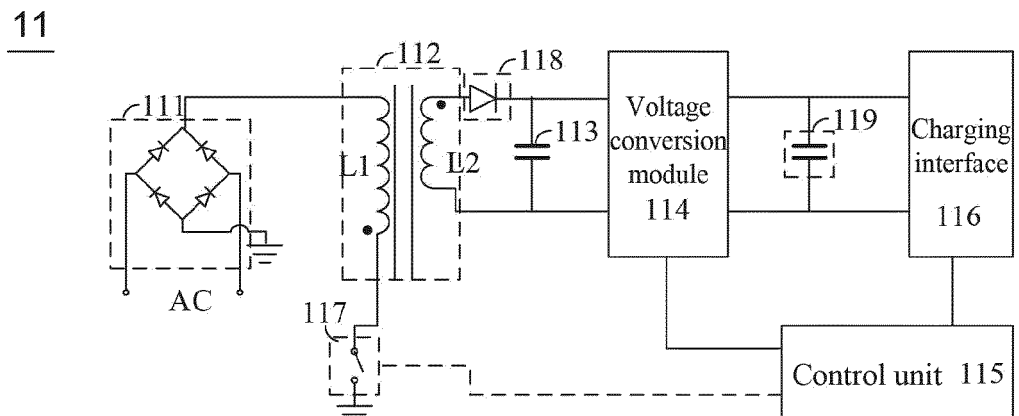 11
111
AC
112
L1
L2
118
113
Voltage
conversion
module
114
119
Charging
interface
116
117
Control unit 115